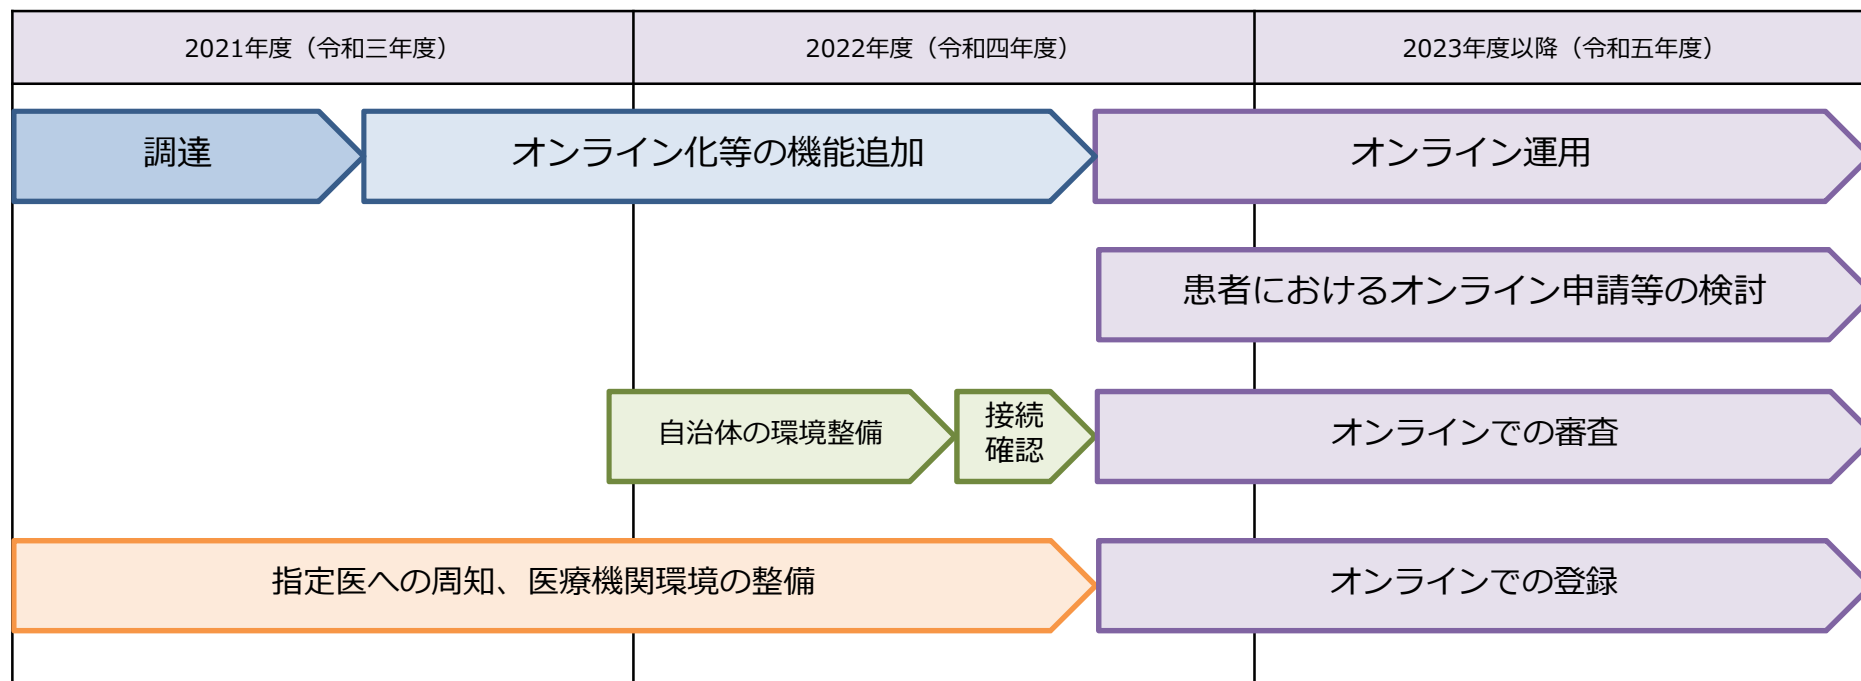 2021年度（令和三年度）
2022年度（令和四年度）
2023年度以降（令和五年度）
調達
オンライン化等の機能追加
オンライン運用
患者におけるオンライン申請等の検討
自治体の環境整備
接続
確認
オンラインでの審査
指定医への周知、医療機関環境の整備
オンラインでの登録